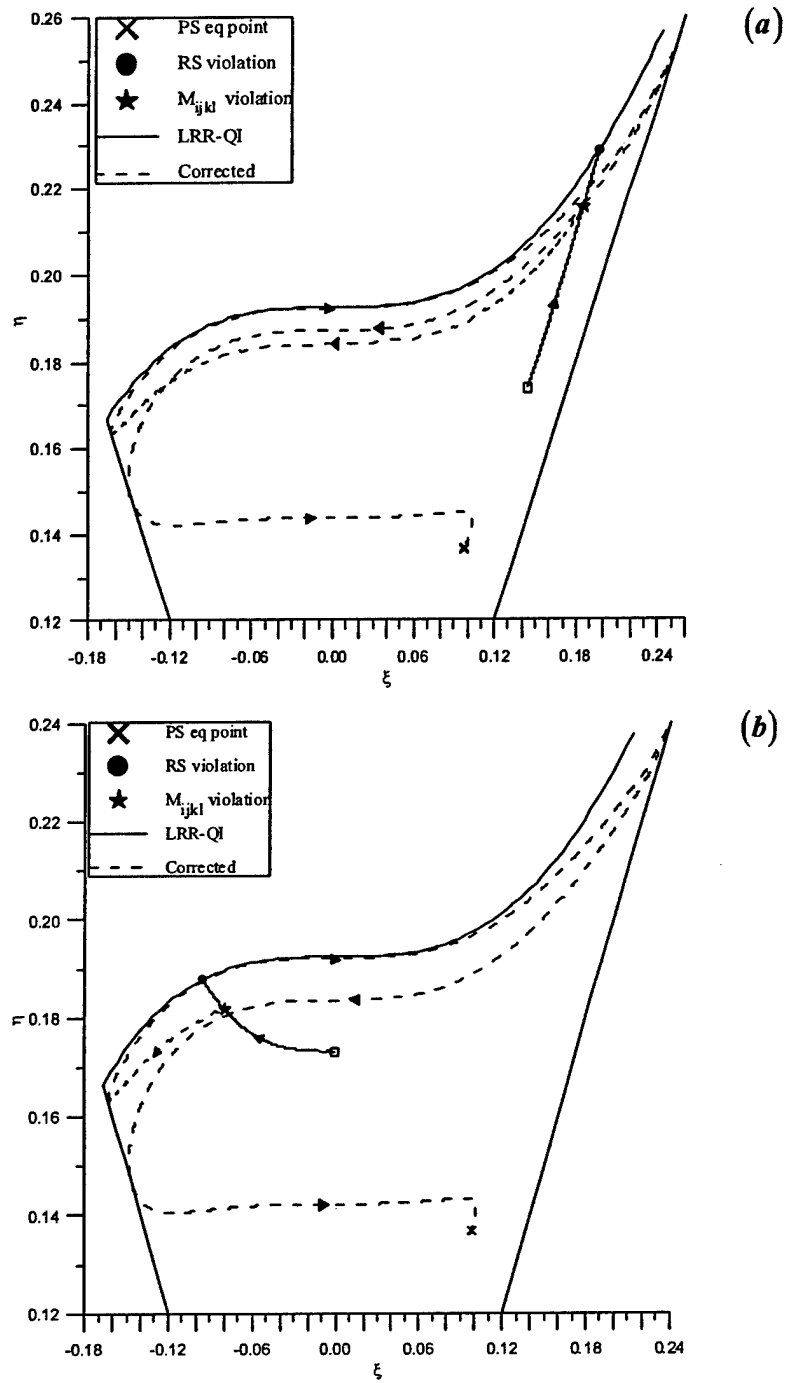 (a)
PS eq point
RS violation
M_ijkl violation
LRR-QI
Corrected
0.26
0.24
0.22
0.20
0.18
0.16
0.14
0.12
η
-0.18 -0.12 -0.06 0.00 0.06 0.12 0.18 0.24
ξ
(b)
PS eq point
RS violation
M_ijkl violation
LRR-QI
Corrected
0.24
0.22
0.20
0.18
0.16
0.14
0.12
η
-0.18 -0.12 -0.06 0.00 0.06 0.12 0.18 0.24
ξ